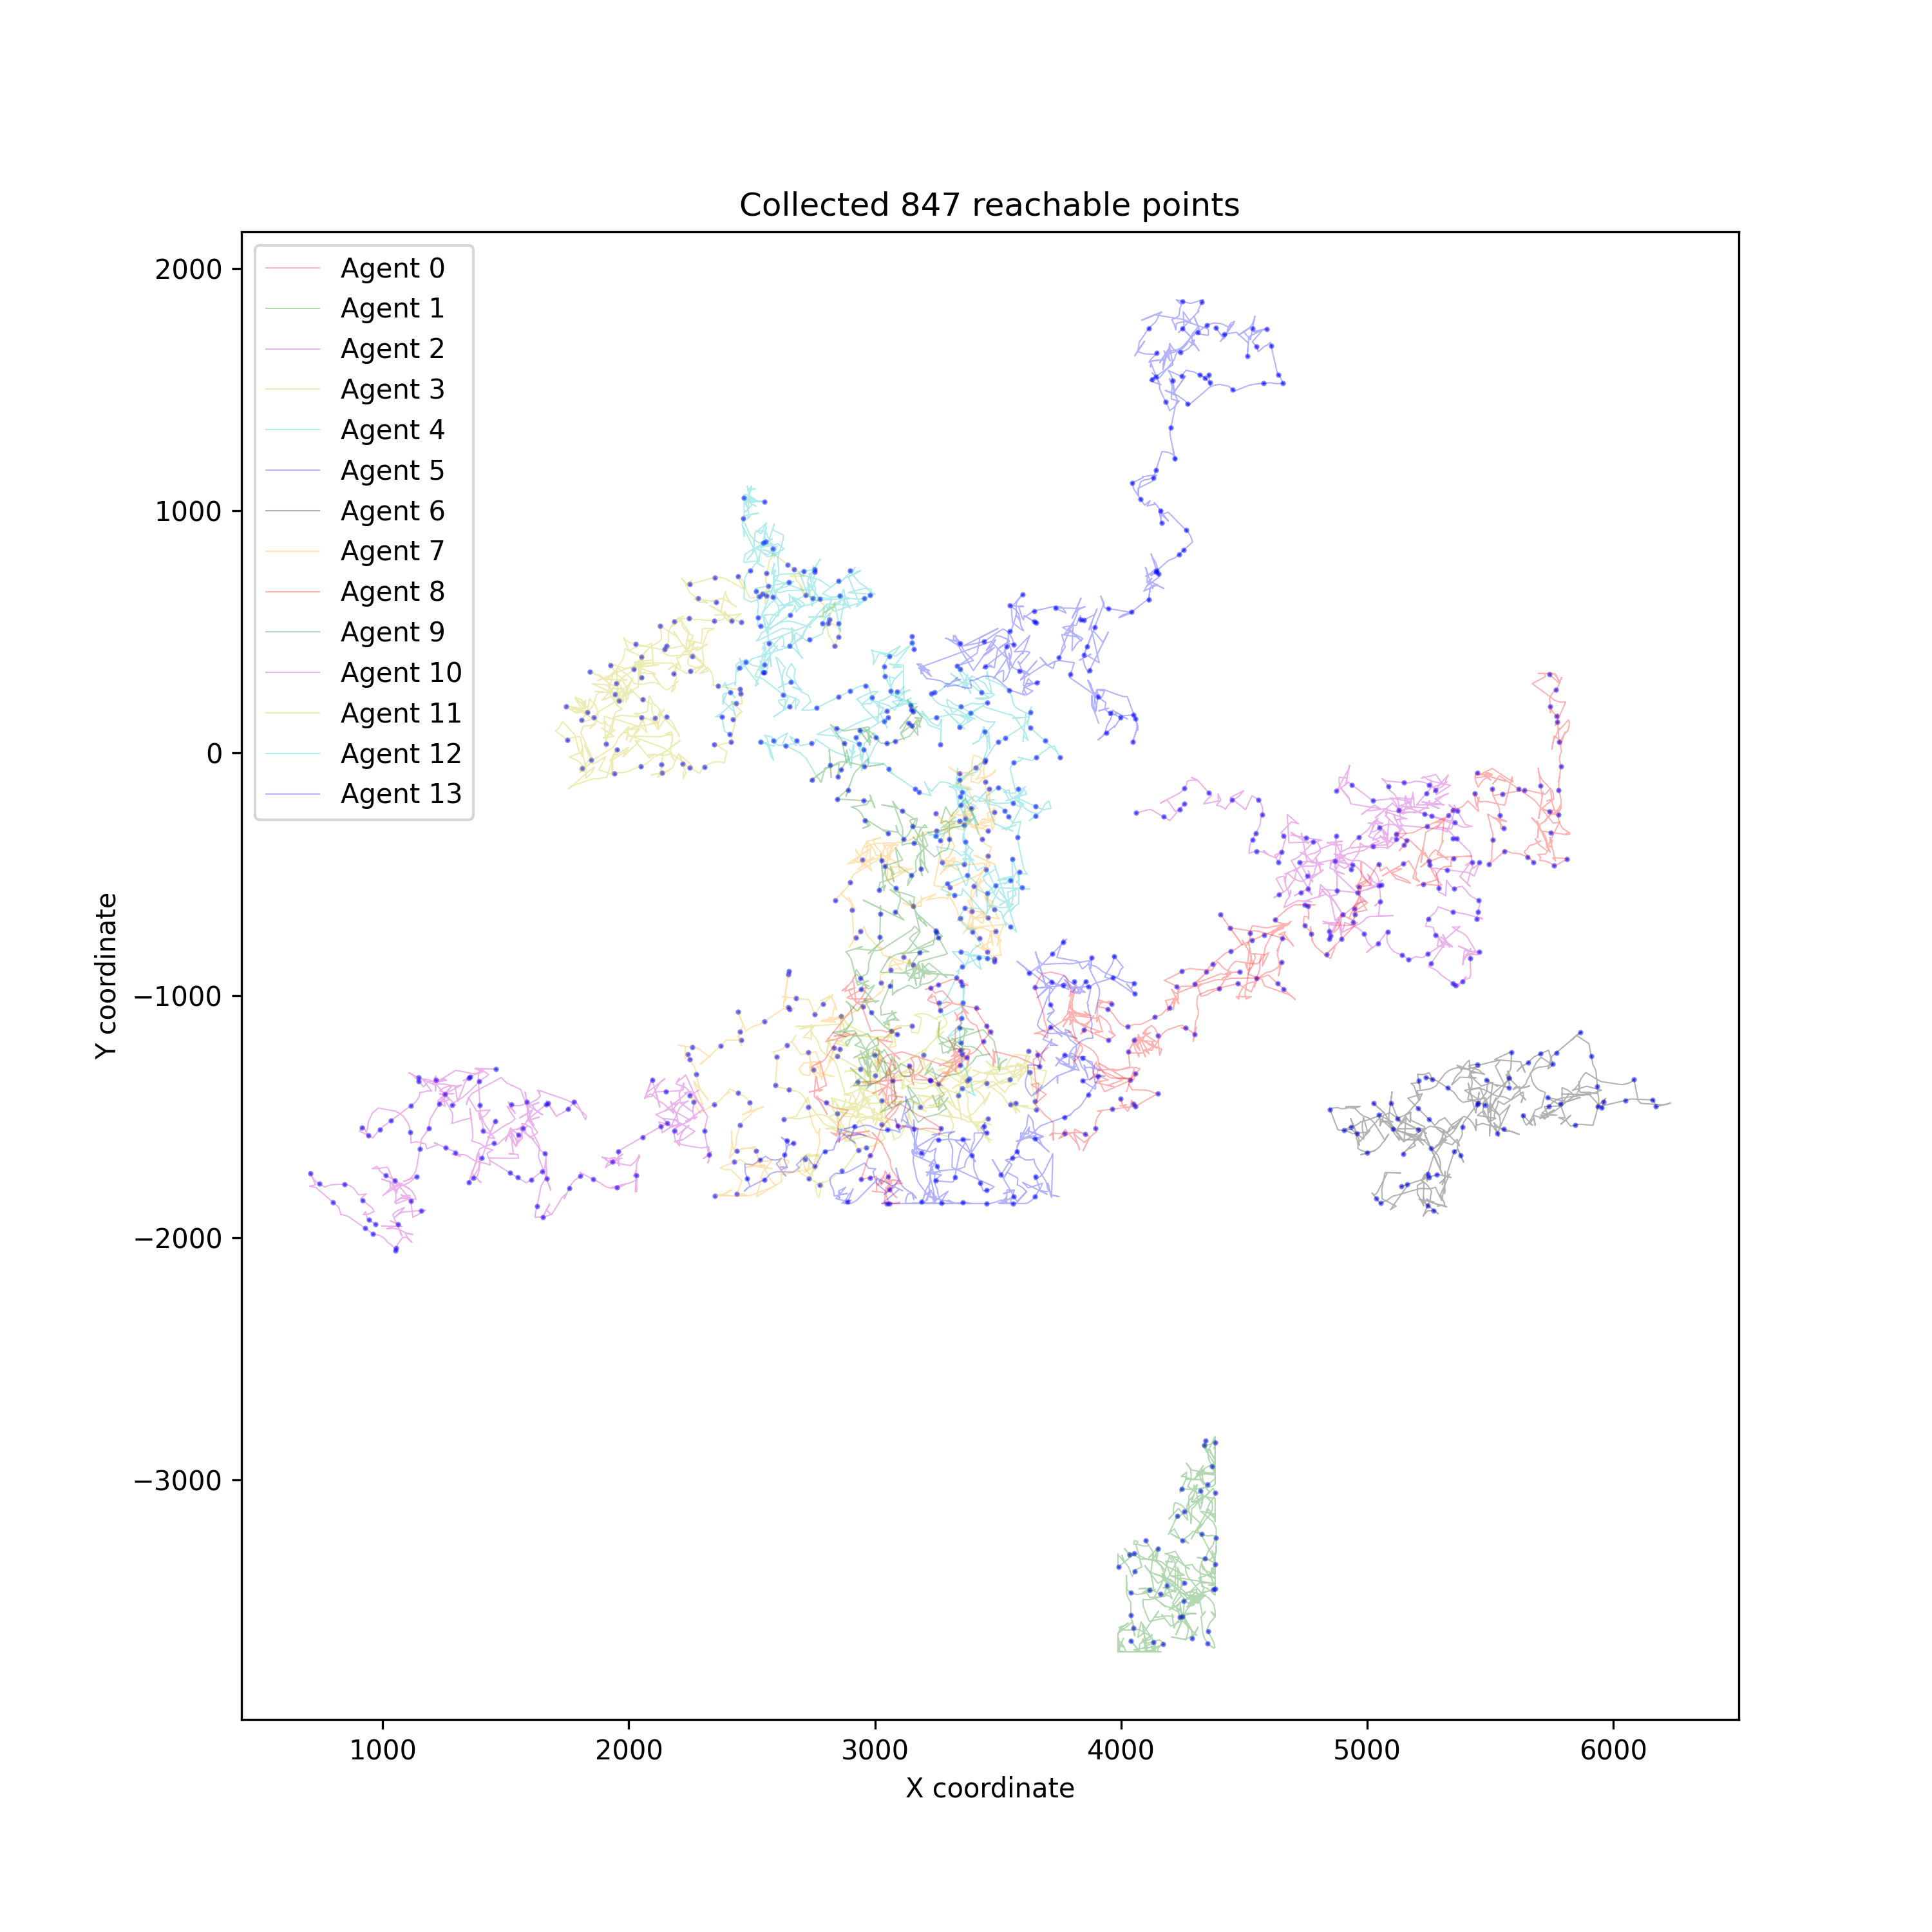 Collected 847 reachable points
2000
1000
0
−1000
−2000
−3000
Y coordinate
Agent 0
Agent 1
Agent 2
Agent 3
Agent 4
Agent 5
Agent 6
Agent 7
Agent 8
Agent 9
Agent 10
Agent 11
Agent 12
Agent 13
1000 2000 3000 4000 5000 6000
X coordinate